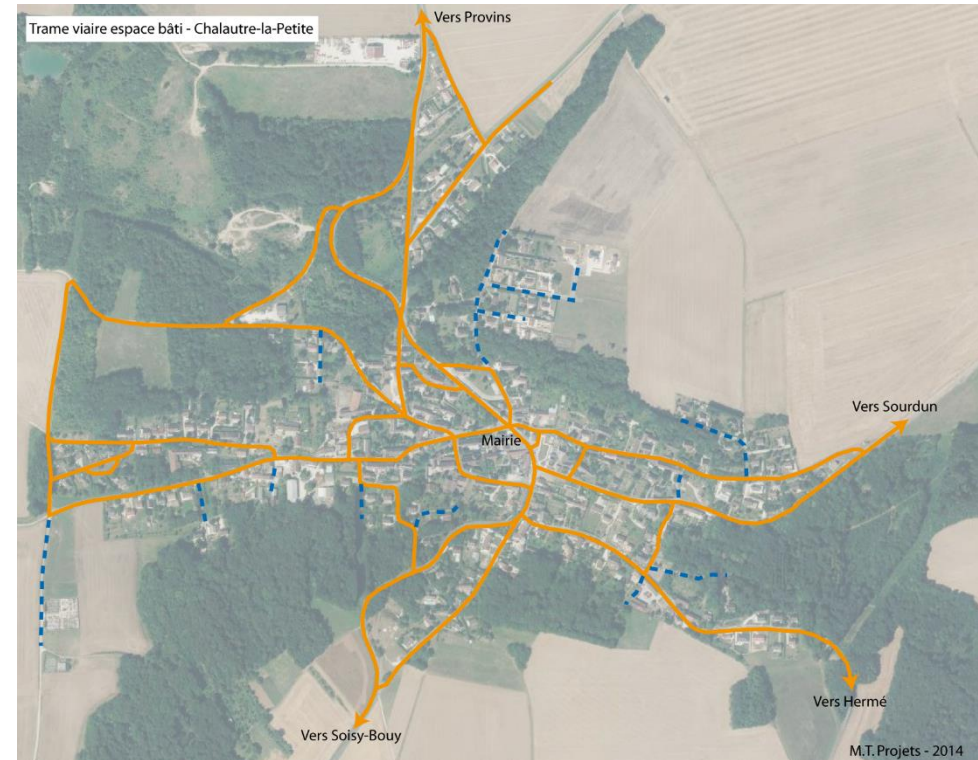 Vers Provins
Trame viaire espace bâti - Chalautre-la-Petite
Vers Sourdun
Mairie
Vers Hermé
Vers Soisy-Bouy
M.T. Projets - 2014